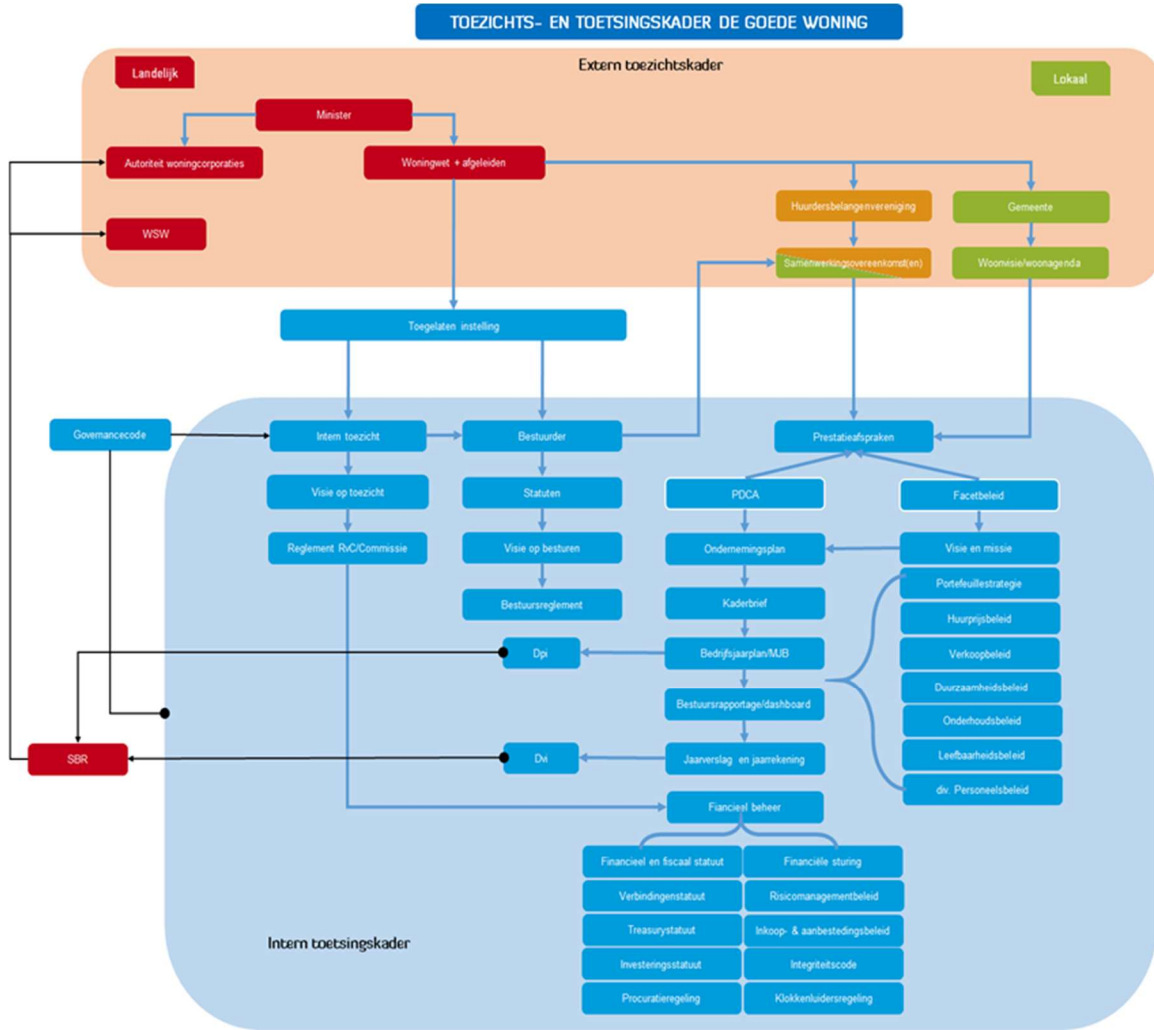 TOEZICHTS- EN TOETSINGSKADER DE GOEDE WONING
Extern toezichtskader
Landelijk
Lokaal
Minister
Autoriteit woningcorporaties
Woningwet + afgeleiden
Huurdersbelangenvereniging
Gemeente
WSW
Samenwerkingsovereenkomst(en)
Woonvisie/woonagenda
Toegelaten instelling
Governancecode
Intern toezicht
Bestuurder
Prestatieafspraken
Visie op toezicht
Statuten
PDCA
Facetbeleid
Reglement RvC/Commissie
Visie op besturen
Ondernemingsplan
Visie en missie
Portefeuillestrategie
Bestuursreglement
Kaderbrief
Huurprijsbeleid
Dpi
Bedrijfsjaarplan/MJB
Verkoopbeleid
Duurzaamheidsbeleid
Bestuursrapportage/dashboard
Onderhoudsbeleid
SBR
Dvi
Jaarverslag en jaarrekening
Leefbaarheidsbeleid
div. Personeelsbeleid
Fiancieel beheer
Financieel en fiscaal statuut
Financiële sturing
Verbindingenstatuut
Risicomanagementbeleid
Treasurystatuut
Inkoop- & aanbestedingsbeleid
Intern toetsingskader
Investeringsstatuut
Integriteitscode
Procuratieregeling
Klokkenluidersregeling